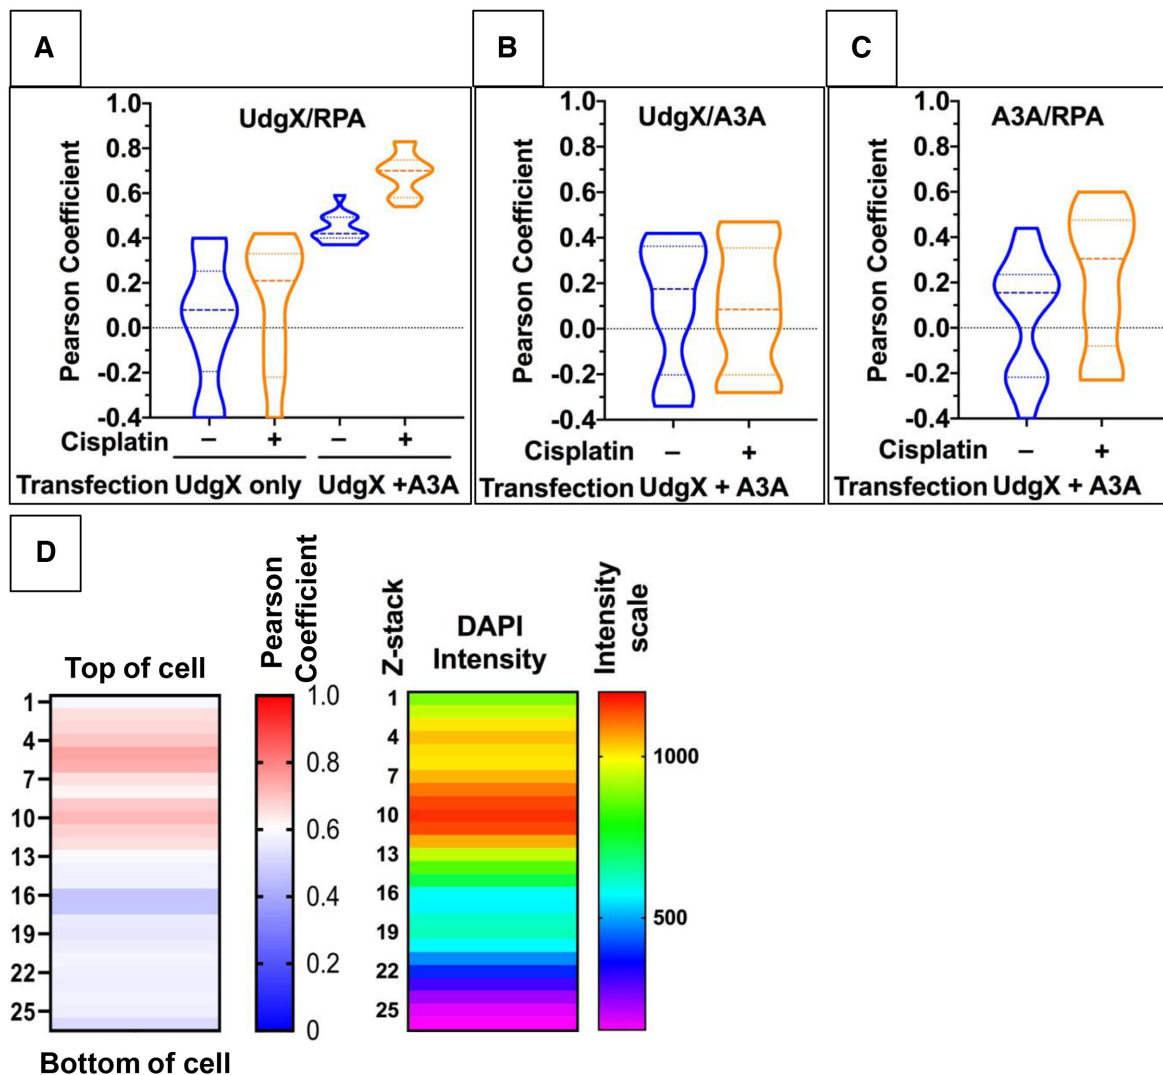 A
B
C
UdgX/RPA
Pearson Coefficient
1.0
0.8
0.6
0.4
0.2
0.0
-0.2
-0.4
Cisplatin – + – +
Transfection UdgX only UdgX +A3A
UdgX/A3A
Pearson Coefficient
1.0
0.8
0.6
0.4
0.2
0.0
-0.2
-0.4
Cisplatin – +
Transfection UdgX + A3A
A3A/RPA
Pearson Coefficient
1.0
0.8
0.6
0.4
0.2
0.0
-0.2
-0.4
Cisplatin – +
Transfection UdgX + A3A
D
Top of cell
1
4
7
10
13
16
19
22
25
Bottom of cell
Pearson
Coefficient
1.0
0.8
0.6
0.4
0.2
0
Z-stack
DAPI
Intensity
1
4
7
10
13
16
19
22
25
Intensity
scale
1000
500